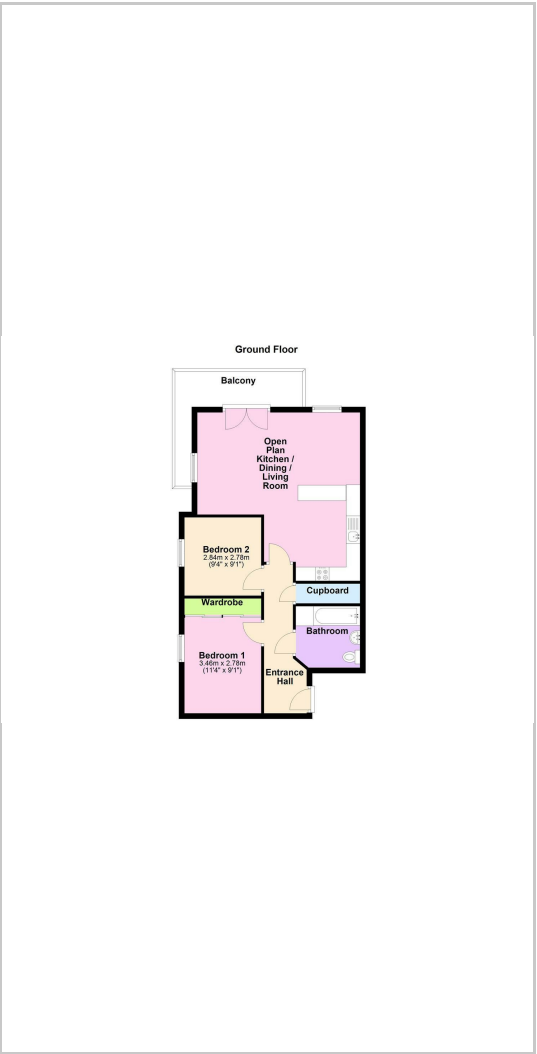 Ground Floor
Balcony
Open
Plan
Kitchen /
Dining /
Living
Room
Bedroom 2
2.84m x 2.78m
(9'4" x 9'1")
Cupboard
Wardrobe
Bathroom
Bedroom 1
3.46m x 2.78m
(11'4" x 9'1")
Entrance
Hall